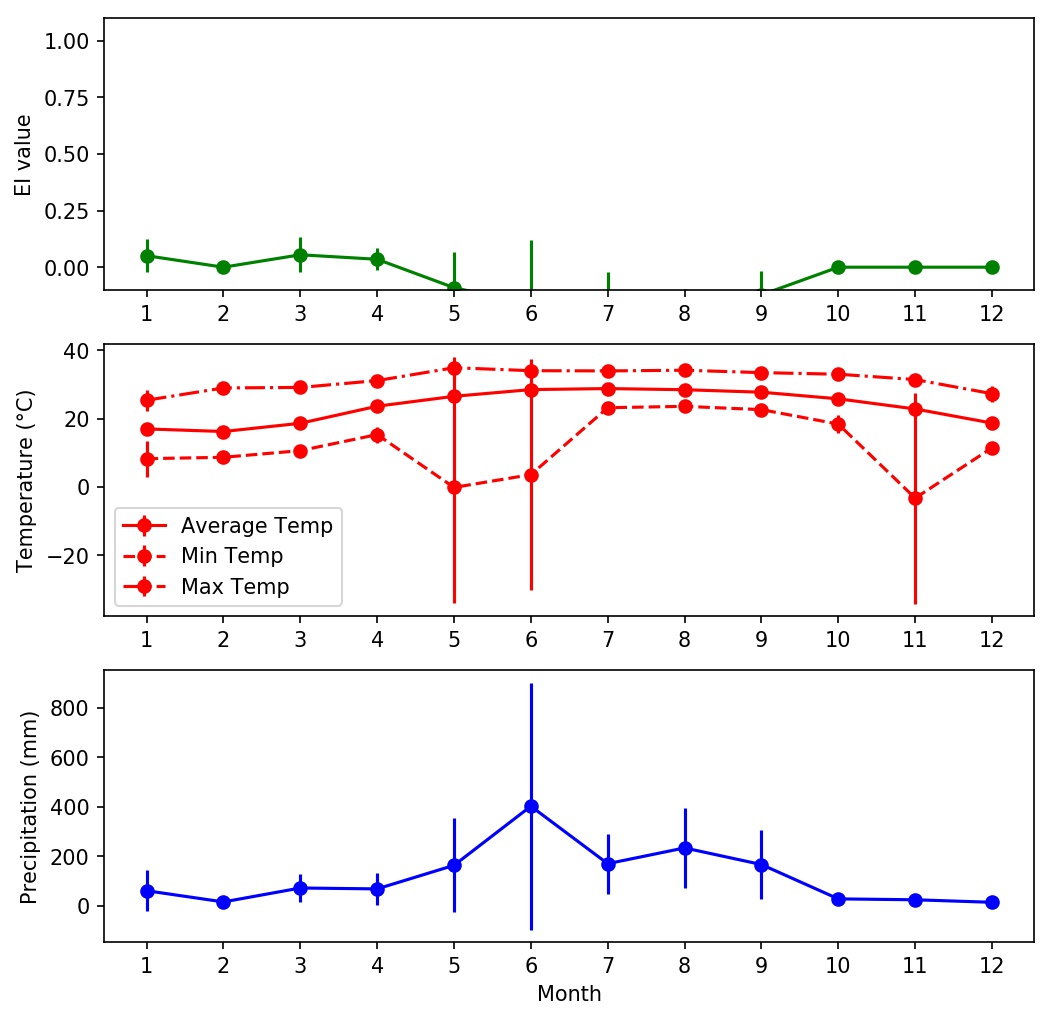 EI value
1.00
0.75
0.50
0.25
0.00
1 2 3 4 5 6 7 8 9 10 11 12
Temperature (°C)
40
20
0
−20
Average Temp
Min Temp
Max Temp
1 2 3 4 5 6 7 8 9 10 11 12
Precipitation (mm)
800
600
400
200
0
1 2 3 4 5 6 7 8 9 10 11 12
Month